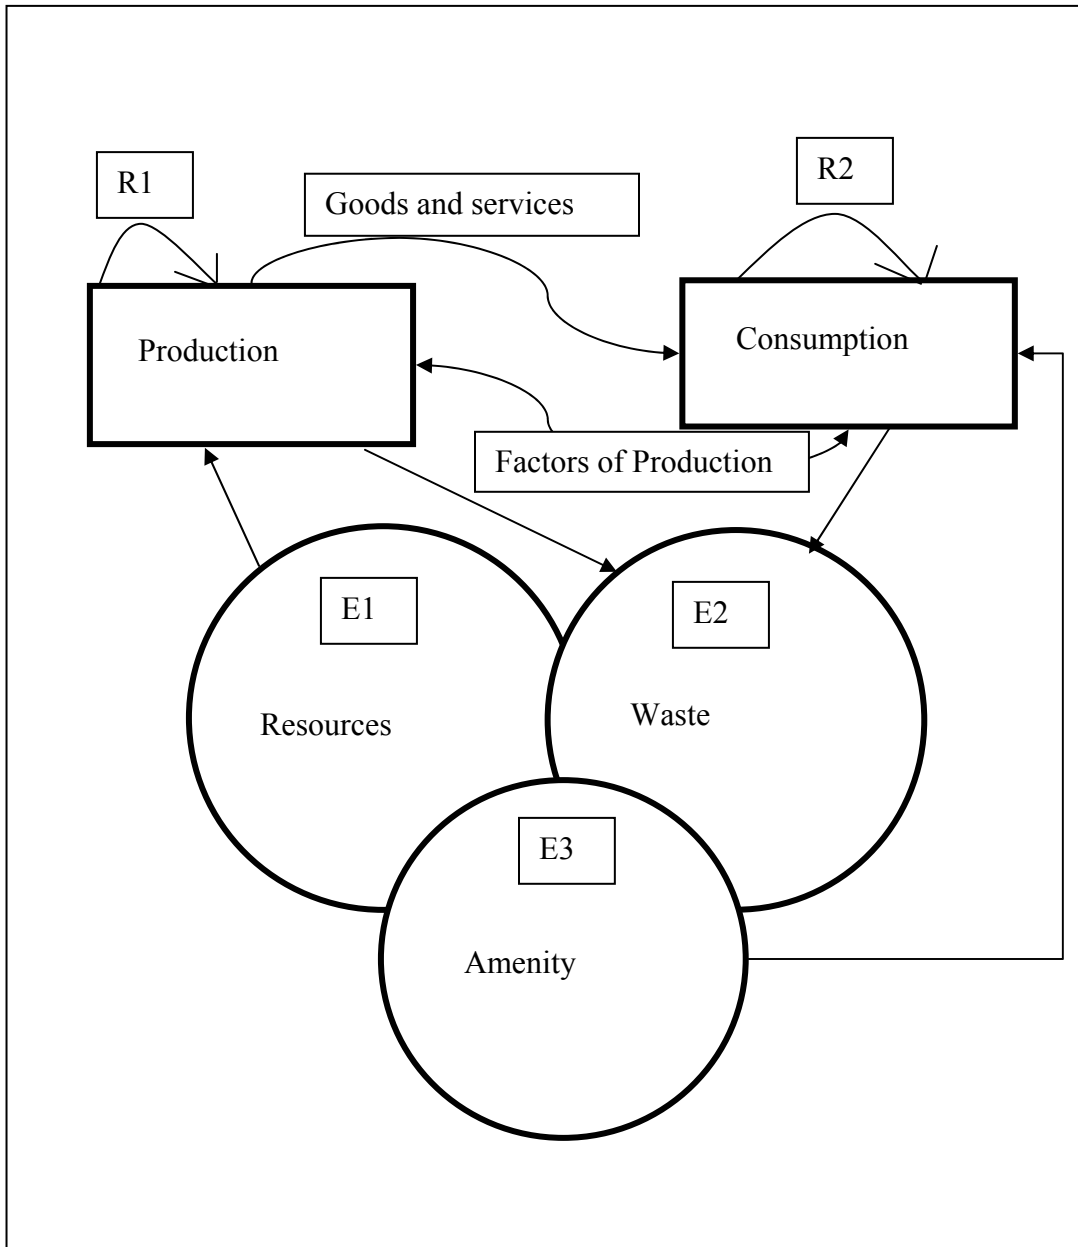 R1
R2
Goods and services
Production
Consumption
Factors of Production
E1
E2
Resources
Waste
E3
Amenity